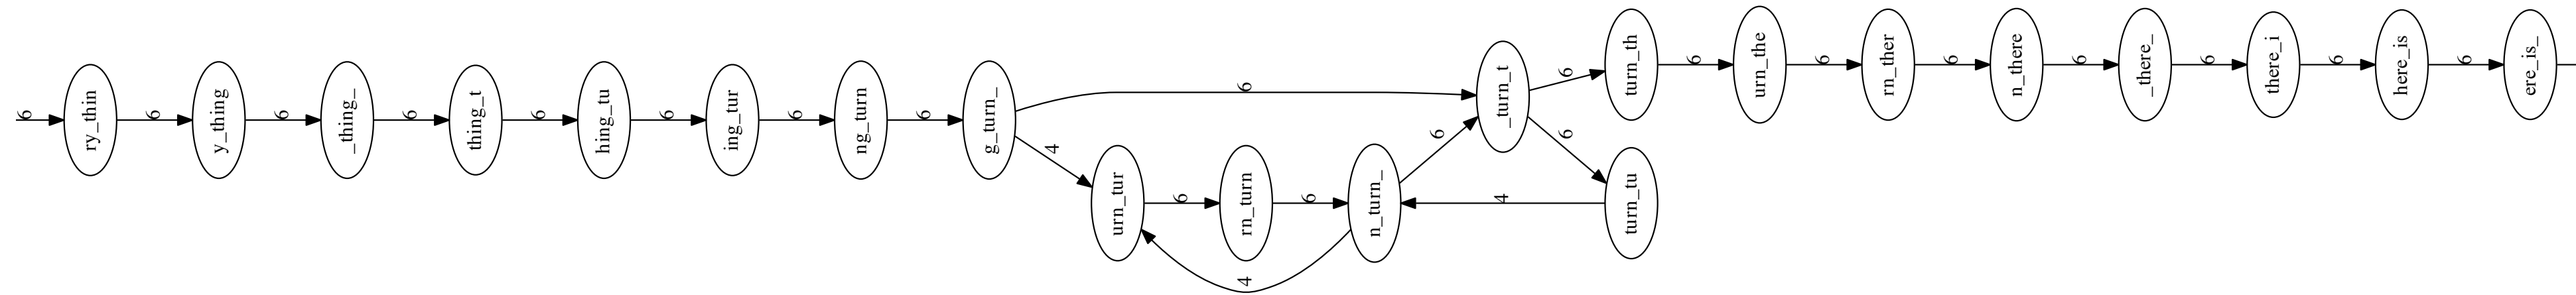 6
ry_thin
6
y_thing
6
_thing_
6
thing_t
6
hing_tu
6
ing_tur
6
ng_turn
6
g_turn_
6
4
urn_tur
6
rn_turn
6
n_turn_
4
6
_turn_t
6
6
4
turn_tu
turn_th
6
urn_the
6
rn_ther
6
n_there
6
_there_
6
there_i
6
here_is
6
ere_is_